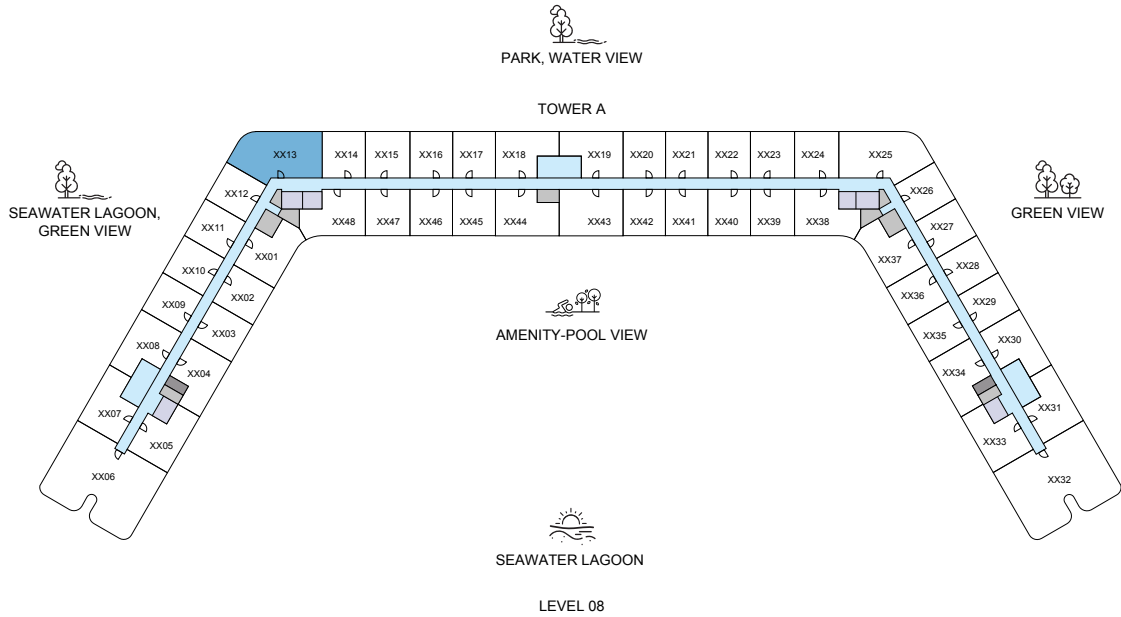 PARK, WATER VIEW
TOWER A
XX13 XX14 XX15 XX16 XX17 XX18 XX19 XX20 XX21 XX22 XX23 XX24 XX25
XX12 XX26
SEAWATER LAGOON,
GREEN VIEW
GREEN VIEW
XX48 XX47 XX46 XX45 XX44 XX43 XX42 XX41 XX40 XX39 XX38
XX11 XX27
XX01 XX37
XX10 XX28
XX02 XX36
XX09 XX29
XX03 XX35
AMENITY-POOL VIEW
XX08 XX30
XX04 XX34
XX07 XX31
XX05 XX33
XX06 XX32
SEAWATER LAGOON
LEVEL 08